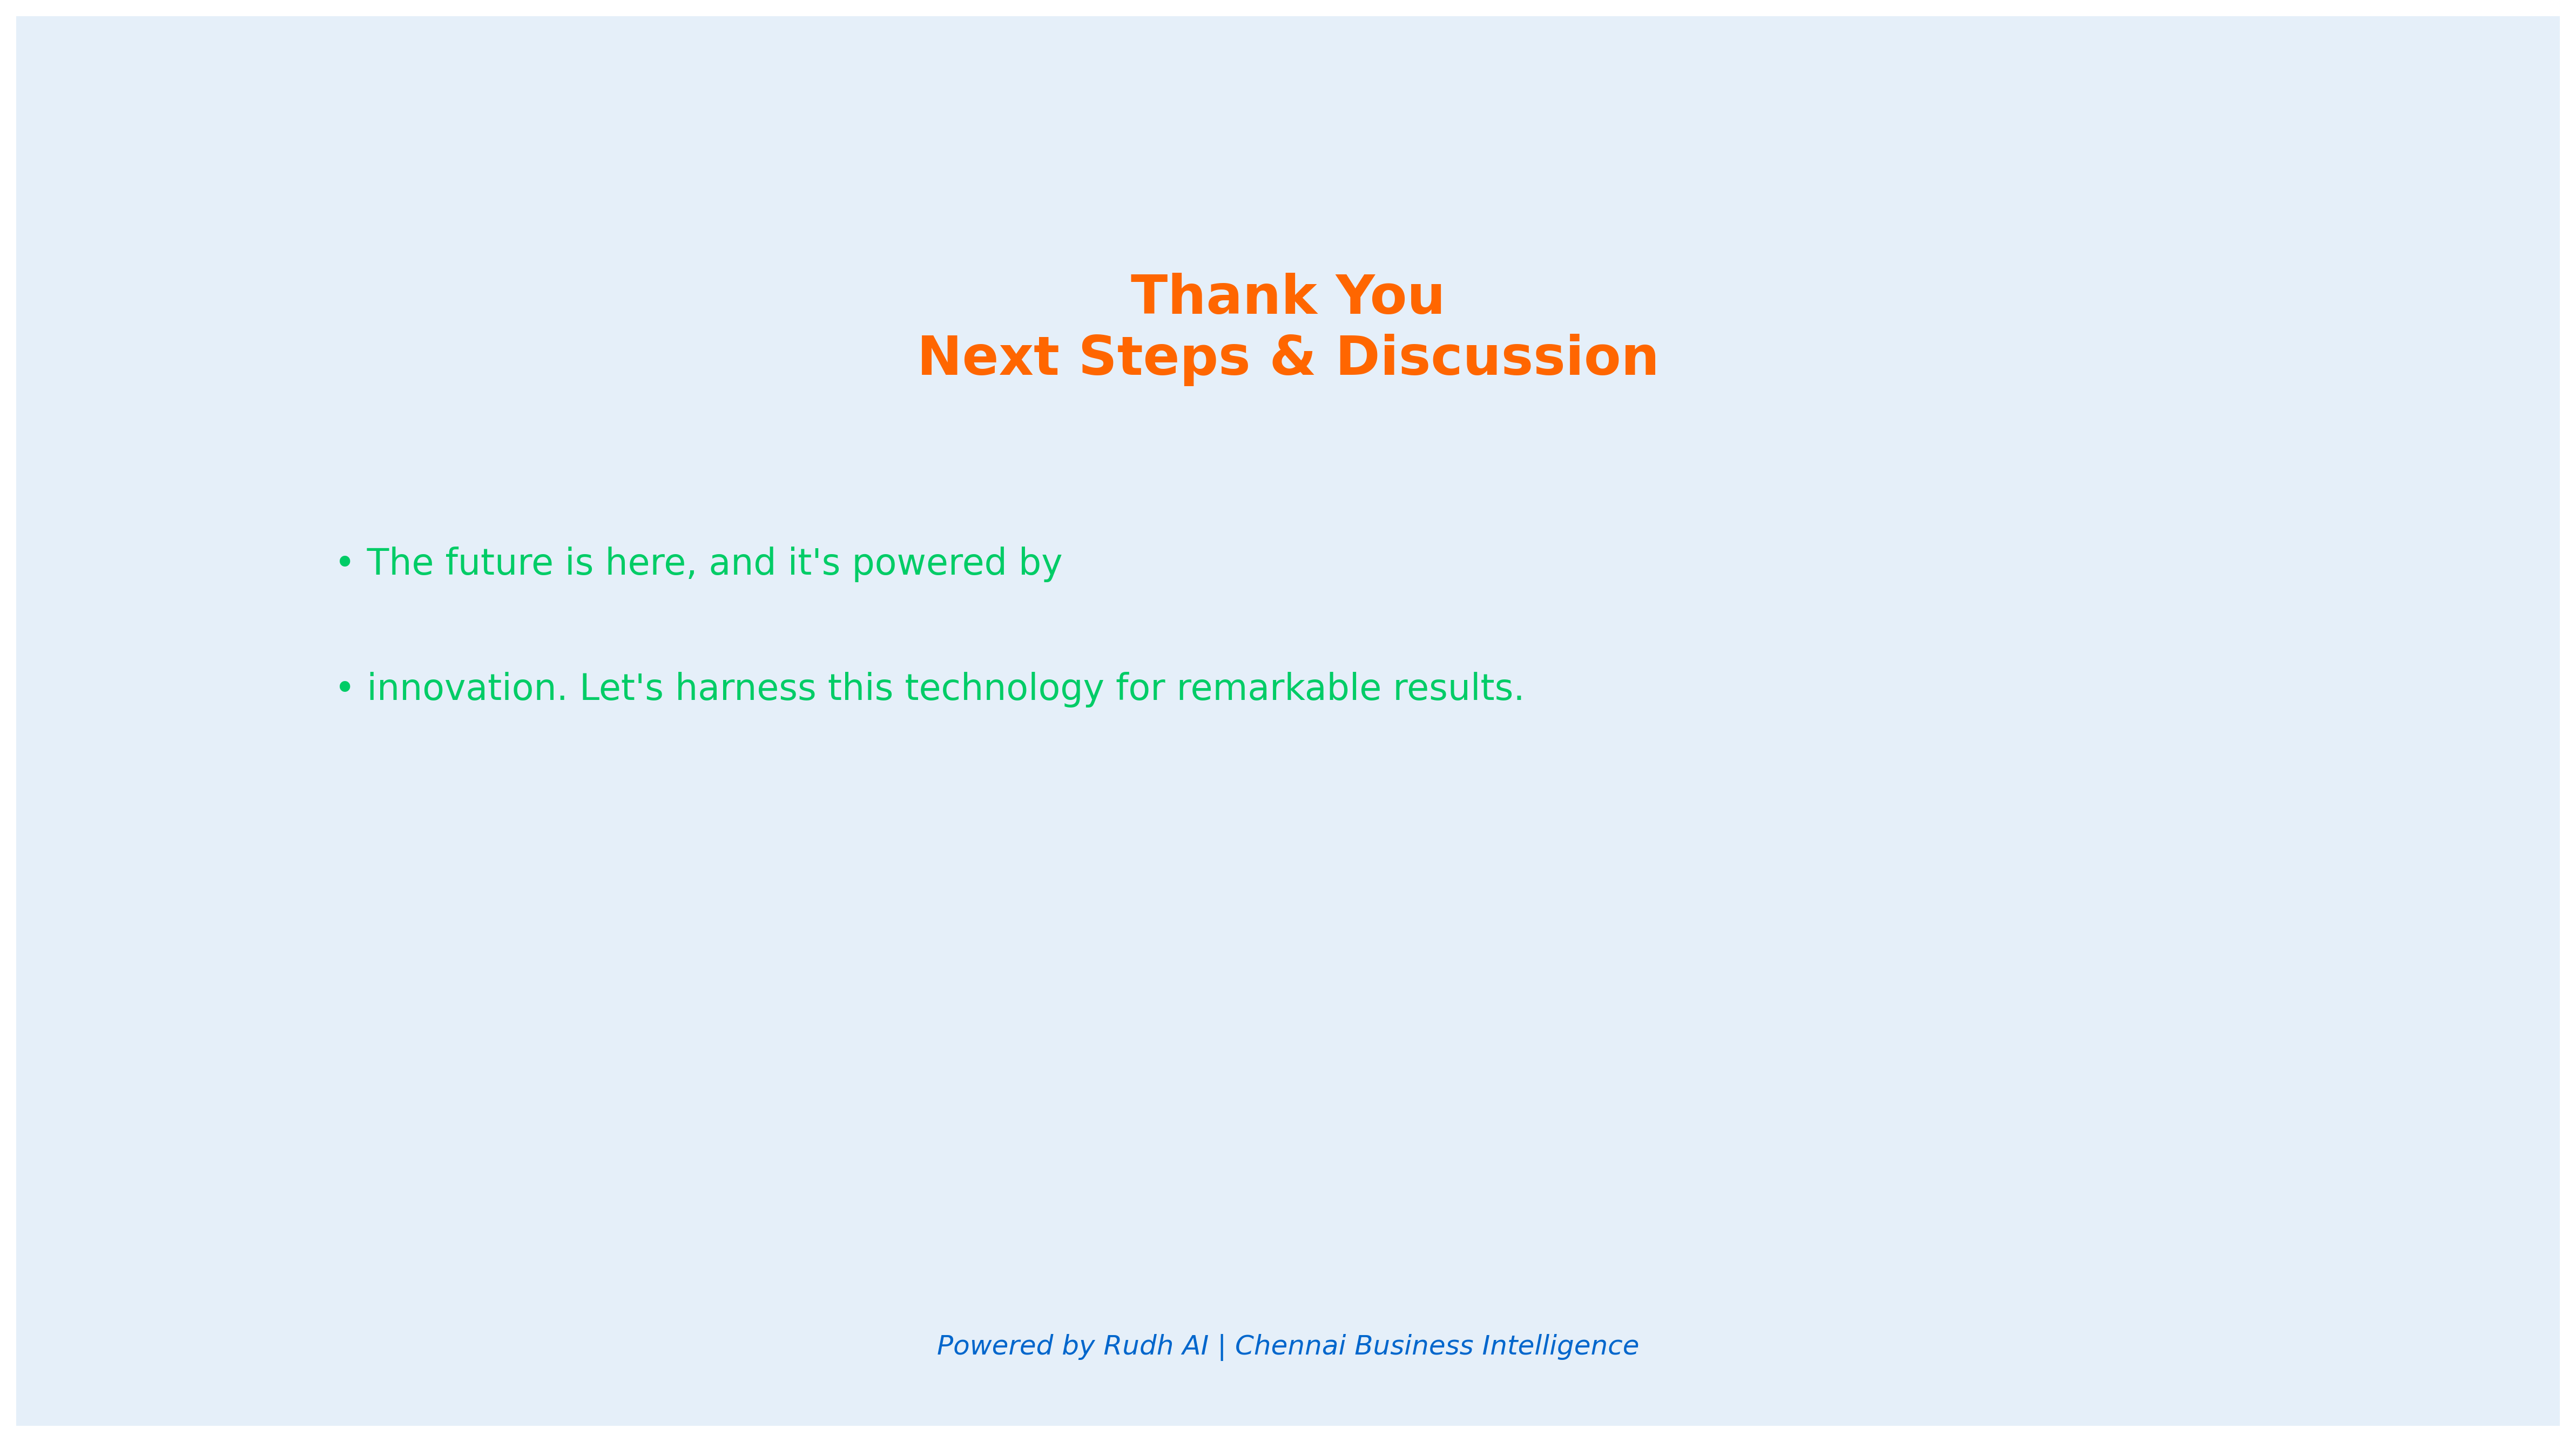 Thank You
Next Steps & Discussion
• The future is here, and it's powered by
• innovation. Let's harness this technology for remarkable results.
Powered by Rudh AI | Chennai Business Intelligence